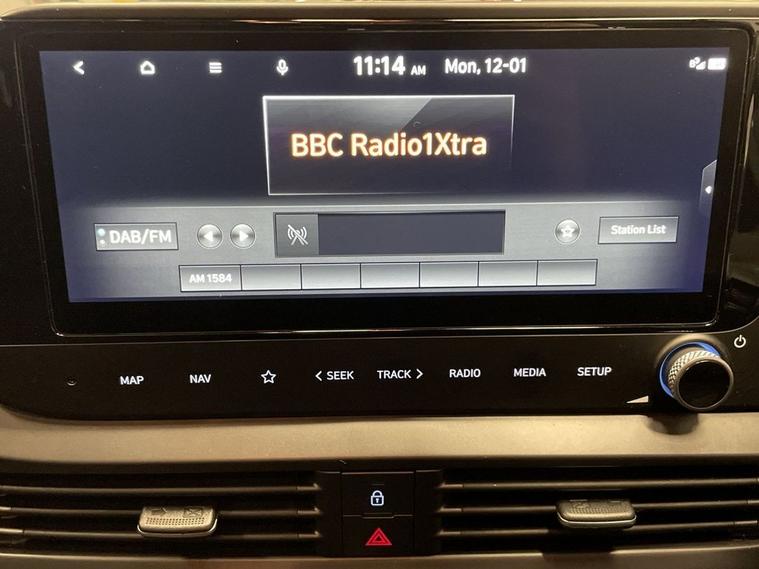 11:14 AM Mon, 12-01
BBC Radio1Xtra
DAB/FM
Station List
AM 1584
MAP NAV SEEK TRACK RADIO MEDIA SETUP